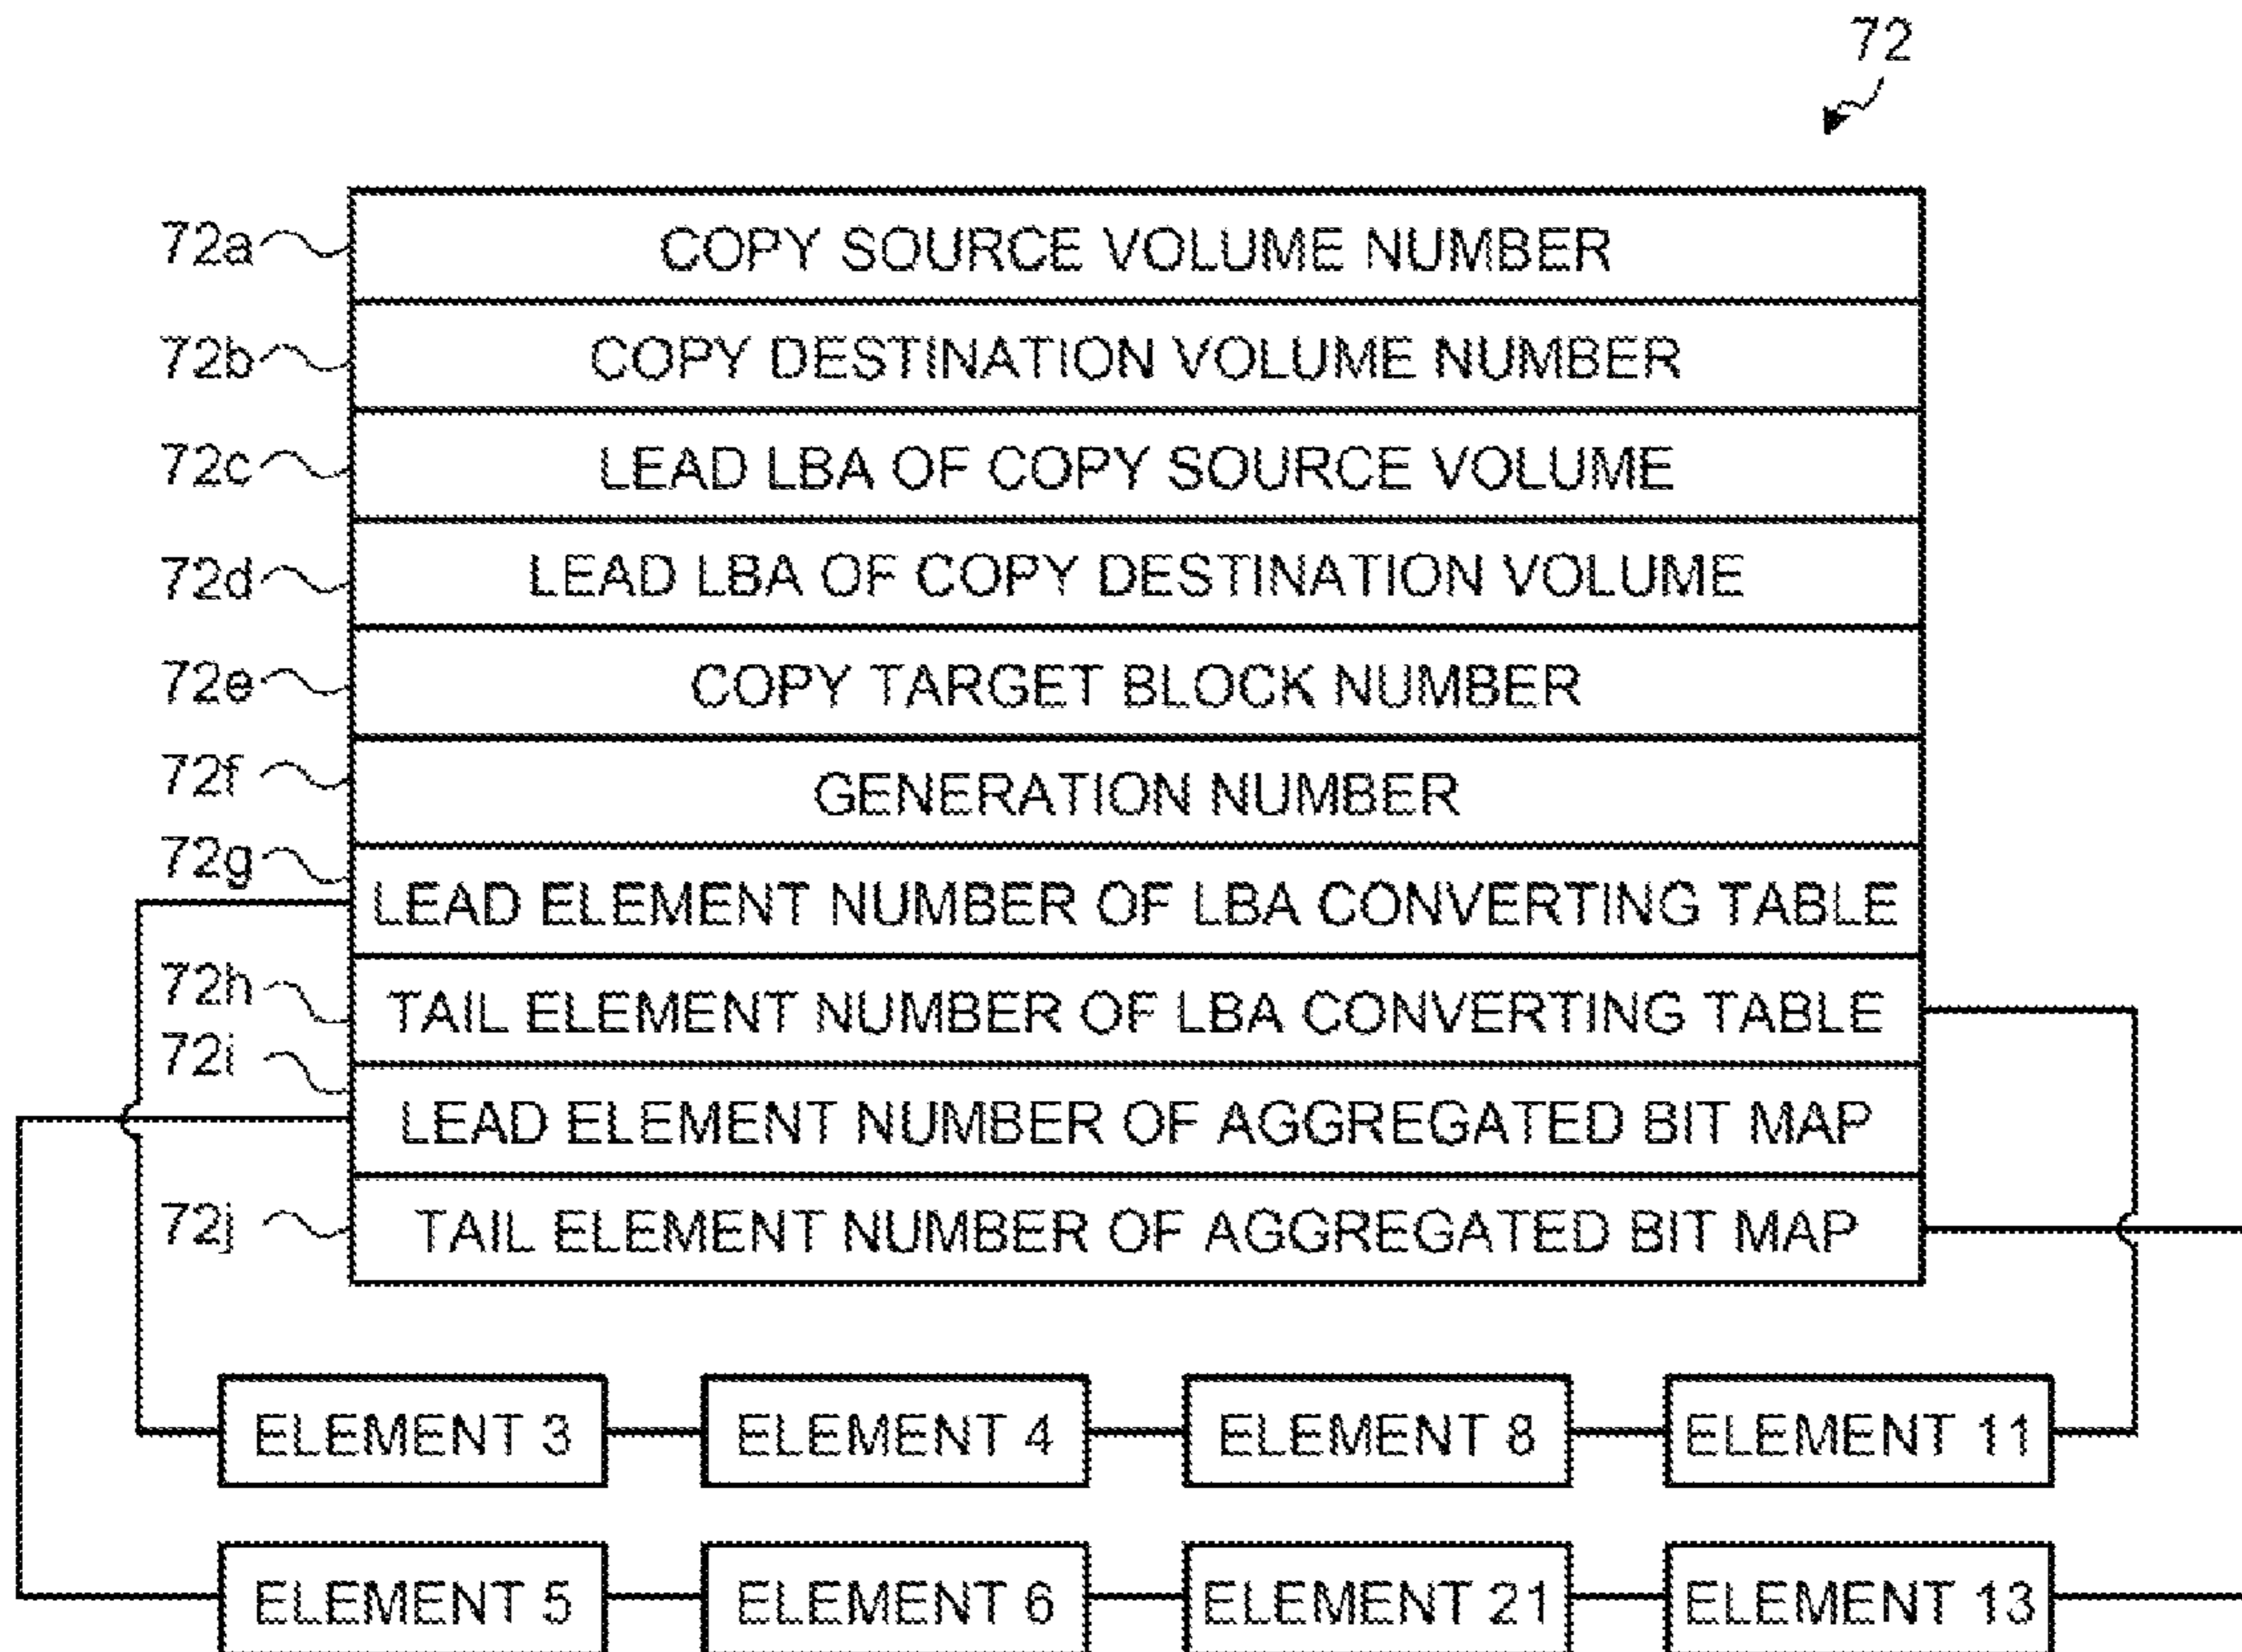 72
72a COPY SOURCE VOLUME NUMBER
72b COPY DESTINATION VOLUME NUMBER
72c LEAD LBA OF COPY SOURCE VOLUME
72d LEAD LBA OF COPY DESTINATION VOLUME
72e COPY TARGET BLOCK NUMBER
72f GENERATION NUMBER
72g LEAD ELEMENT NUMBER OF LBA CONVERTING TABLE
72h TAIL ELEMENT NUMBER OF LBA CONVERTING TABLE
72i LEAD ELEMENT NUMBER OF AGGREGATED BIT MAP
72j TAIL ELEMENT NUMBER OF AGGREGATED BIT MAP
ELEMENT 3 ELEMENT 4 ELEMENT 8 ELEMENT 11
ELEMENT 5 ELEMENT 6 ELEMENT 21 ELEMENT 13